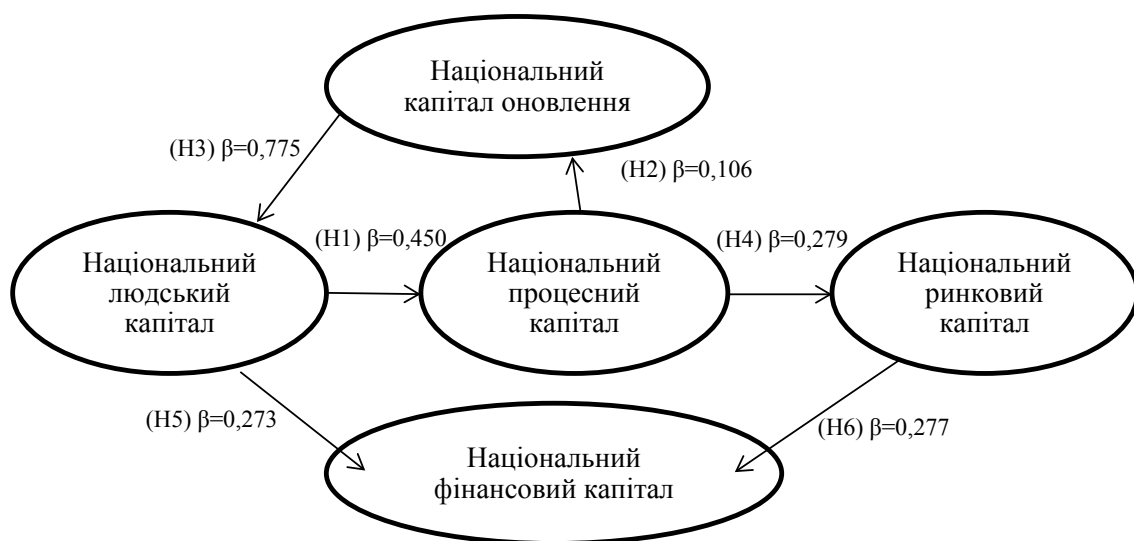 Національний
капітал оновлення
(H3) β=0,775
(H2) β=0,106
(H1) β=0,450
(H4) β=0,279
Національний
людський
капітал
Національний
процесний
капітал
Національний
ринковий
капітал
(H5) β=0,273
(H6) β=0,277
Національний
фінансовий капітал